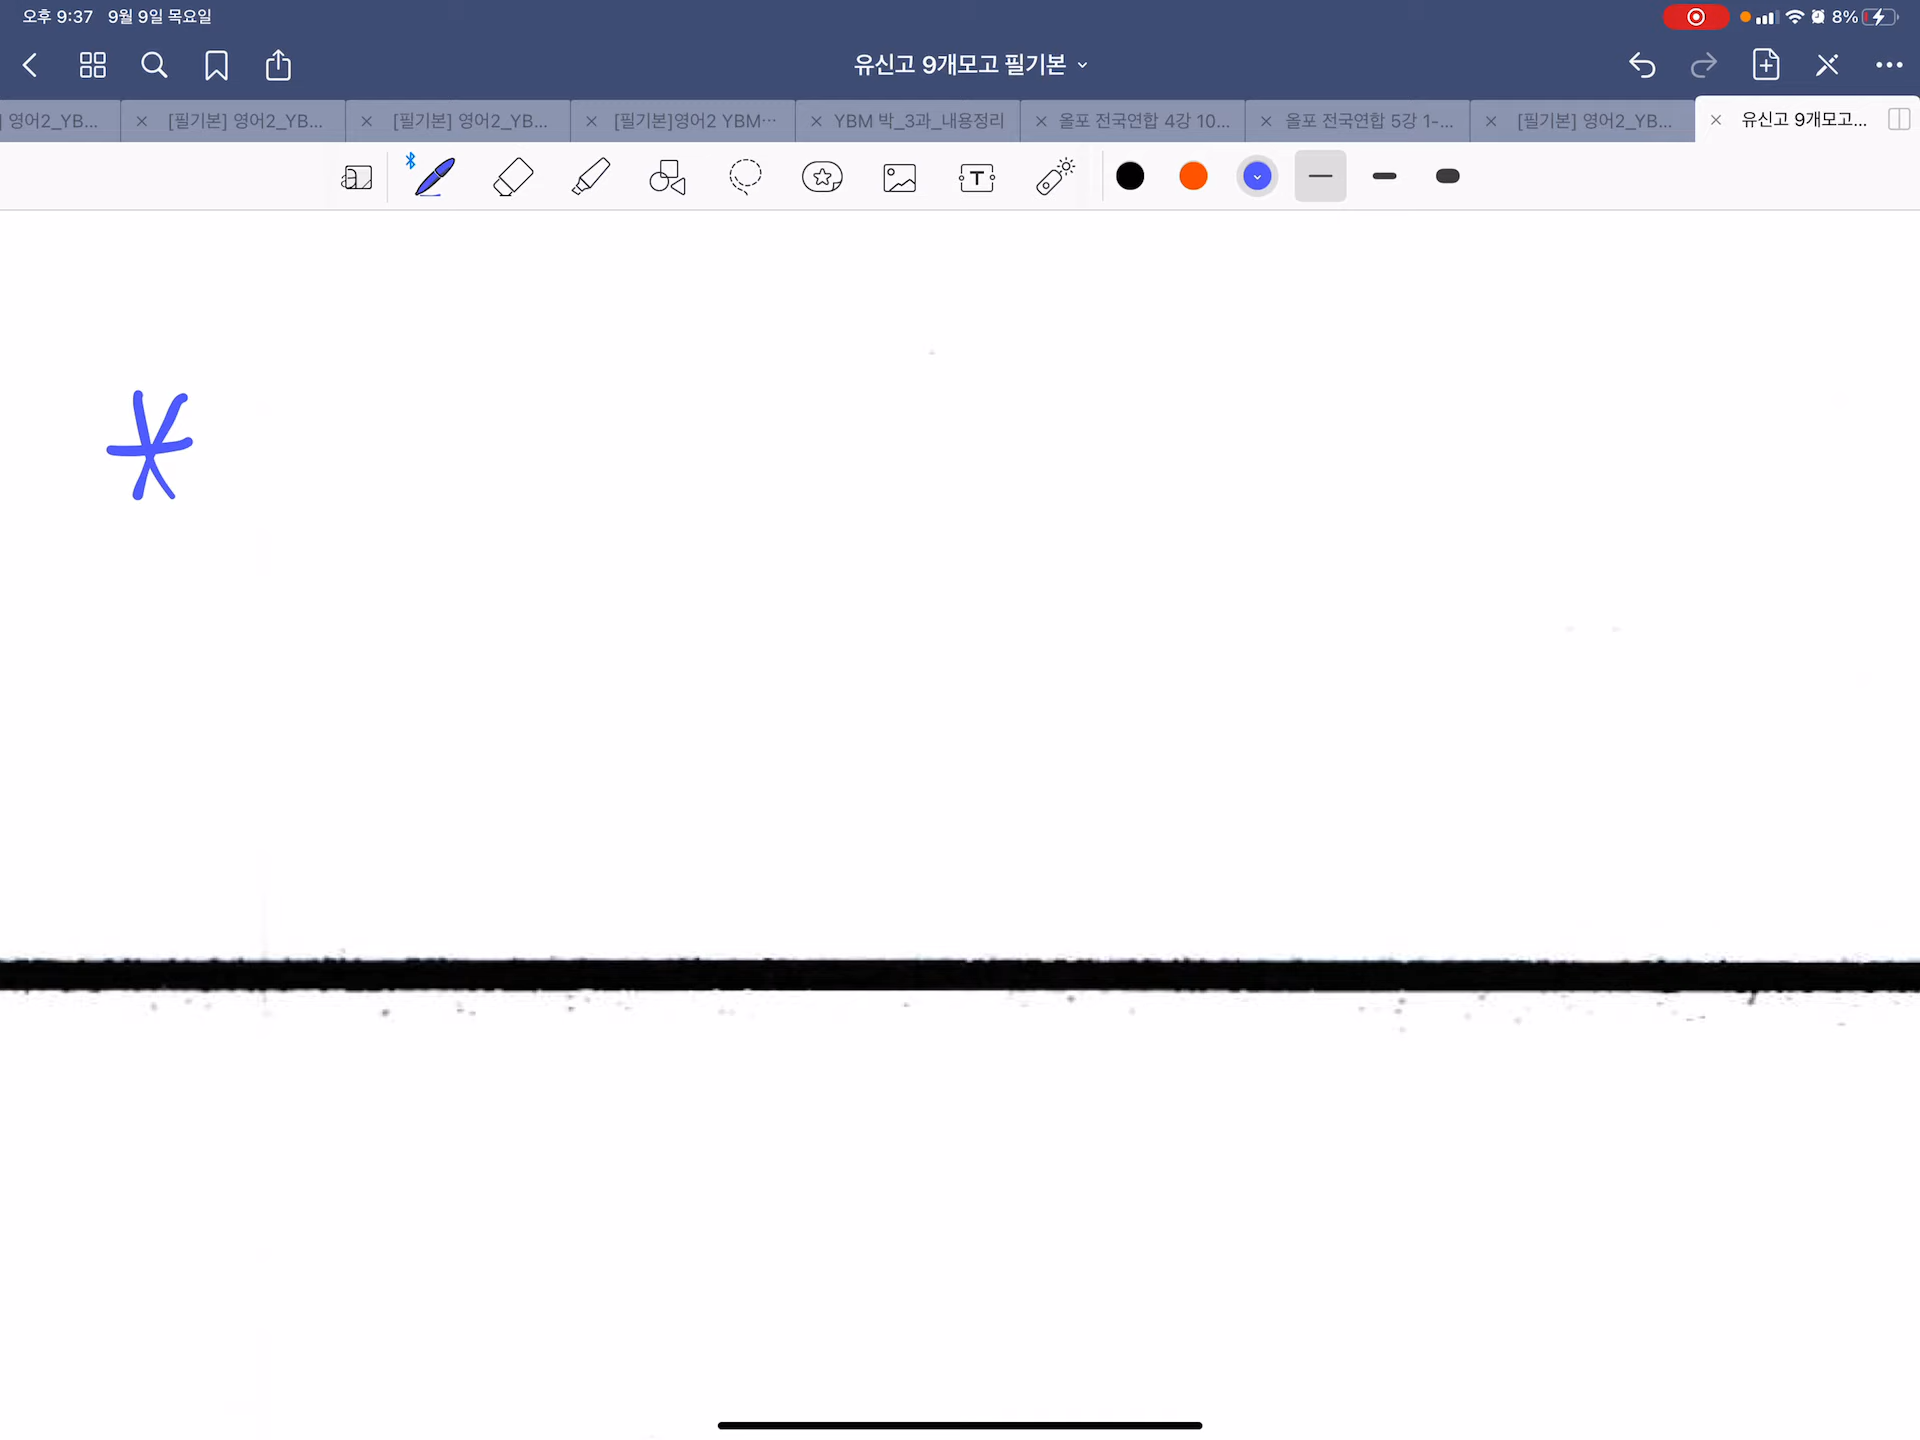 오후 9:37 9월 9일 목요일 8%
유신고 9개모고 필기본
영어2_YB... [필기본] 영어2_YB... [필기본] 영어2_YB... [필기본]영어2 YBM… YBM 박_3과_내용정리 올포 전국연합 4강 10... 올포 전국연합 5강 1-... [필기본] 영어2_YB... 유신고 9개모고...
*